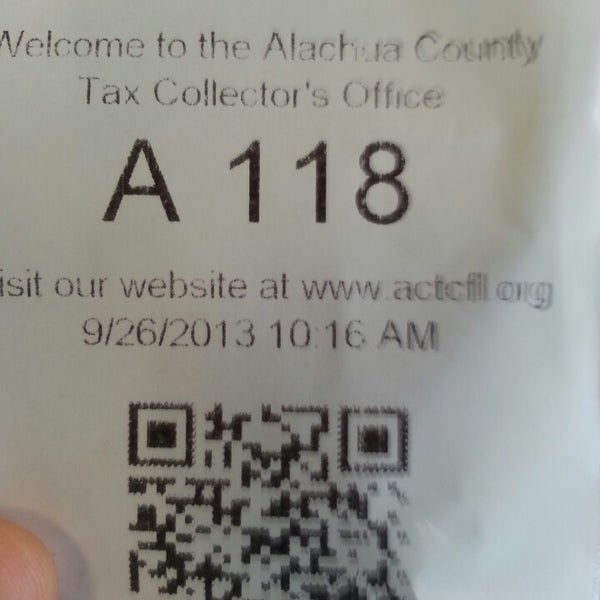 Welcome to the Alachua County
Tax Collector's Office
A 118
isit our website at www.actcfl.org
9/26/2013 10:16 AM